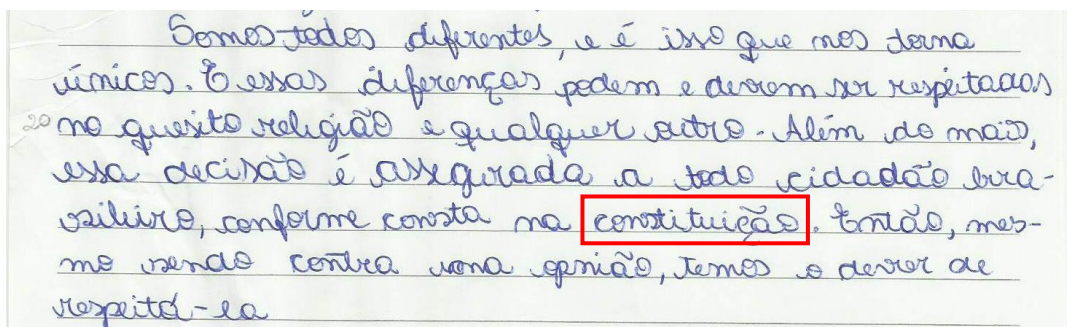 Somos todos diferentes, e é isso que nos torna
únicos. E essas diferenças podem e devem ser respeitadas
20 no quesito religião e qualquer outro. Além do mais,
essa decisão é assegurada a todo cidadão bra-
sileiro, conforme consta na constituição. Então, mes-
mo sendo contra uma opnião, temos o dever de
respeitá-la